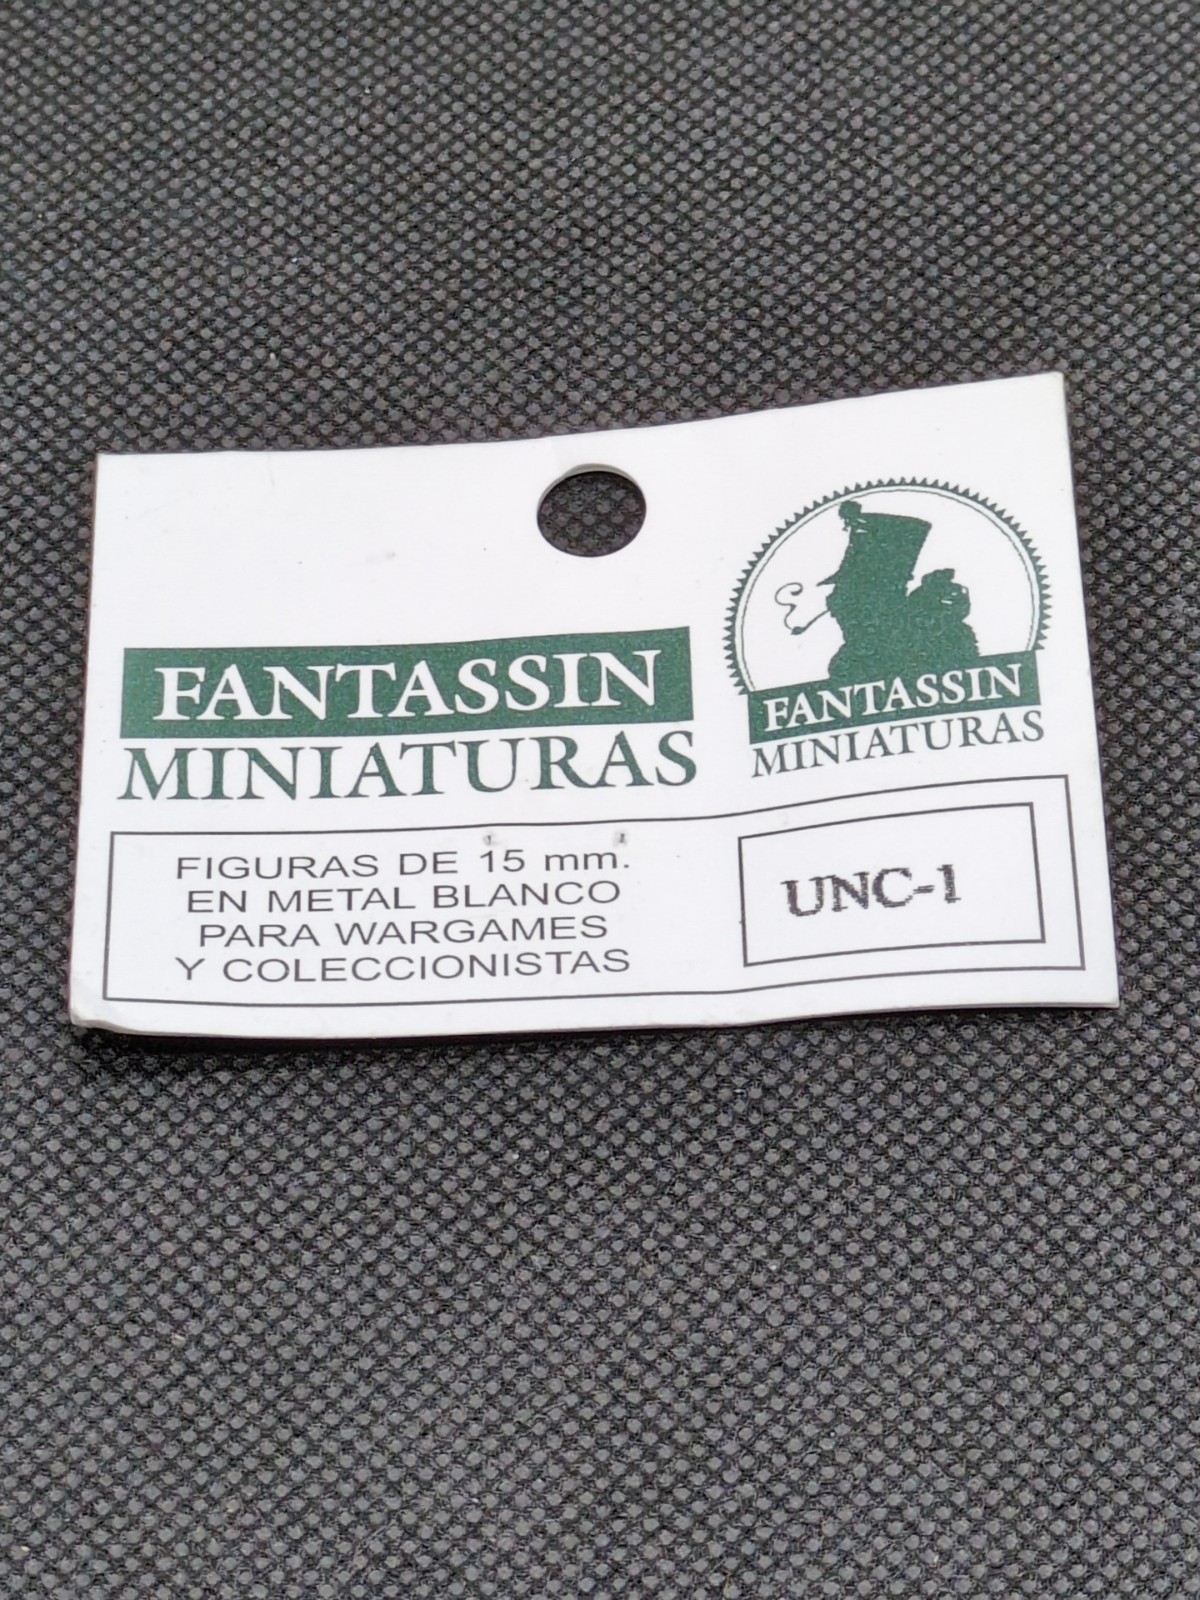 FANTASSIN
MINIATURAS
FANTASSIN
MINIATURAS
FIGURAS DE 15 mm.
EN METAL BLANCO
PARA WARGAMES
Y COLECCIONISTAS
UNC-1